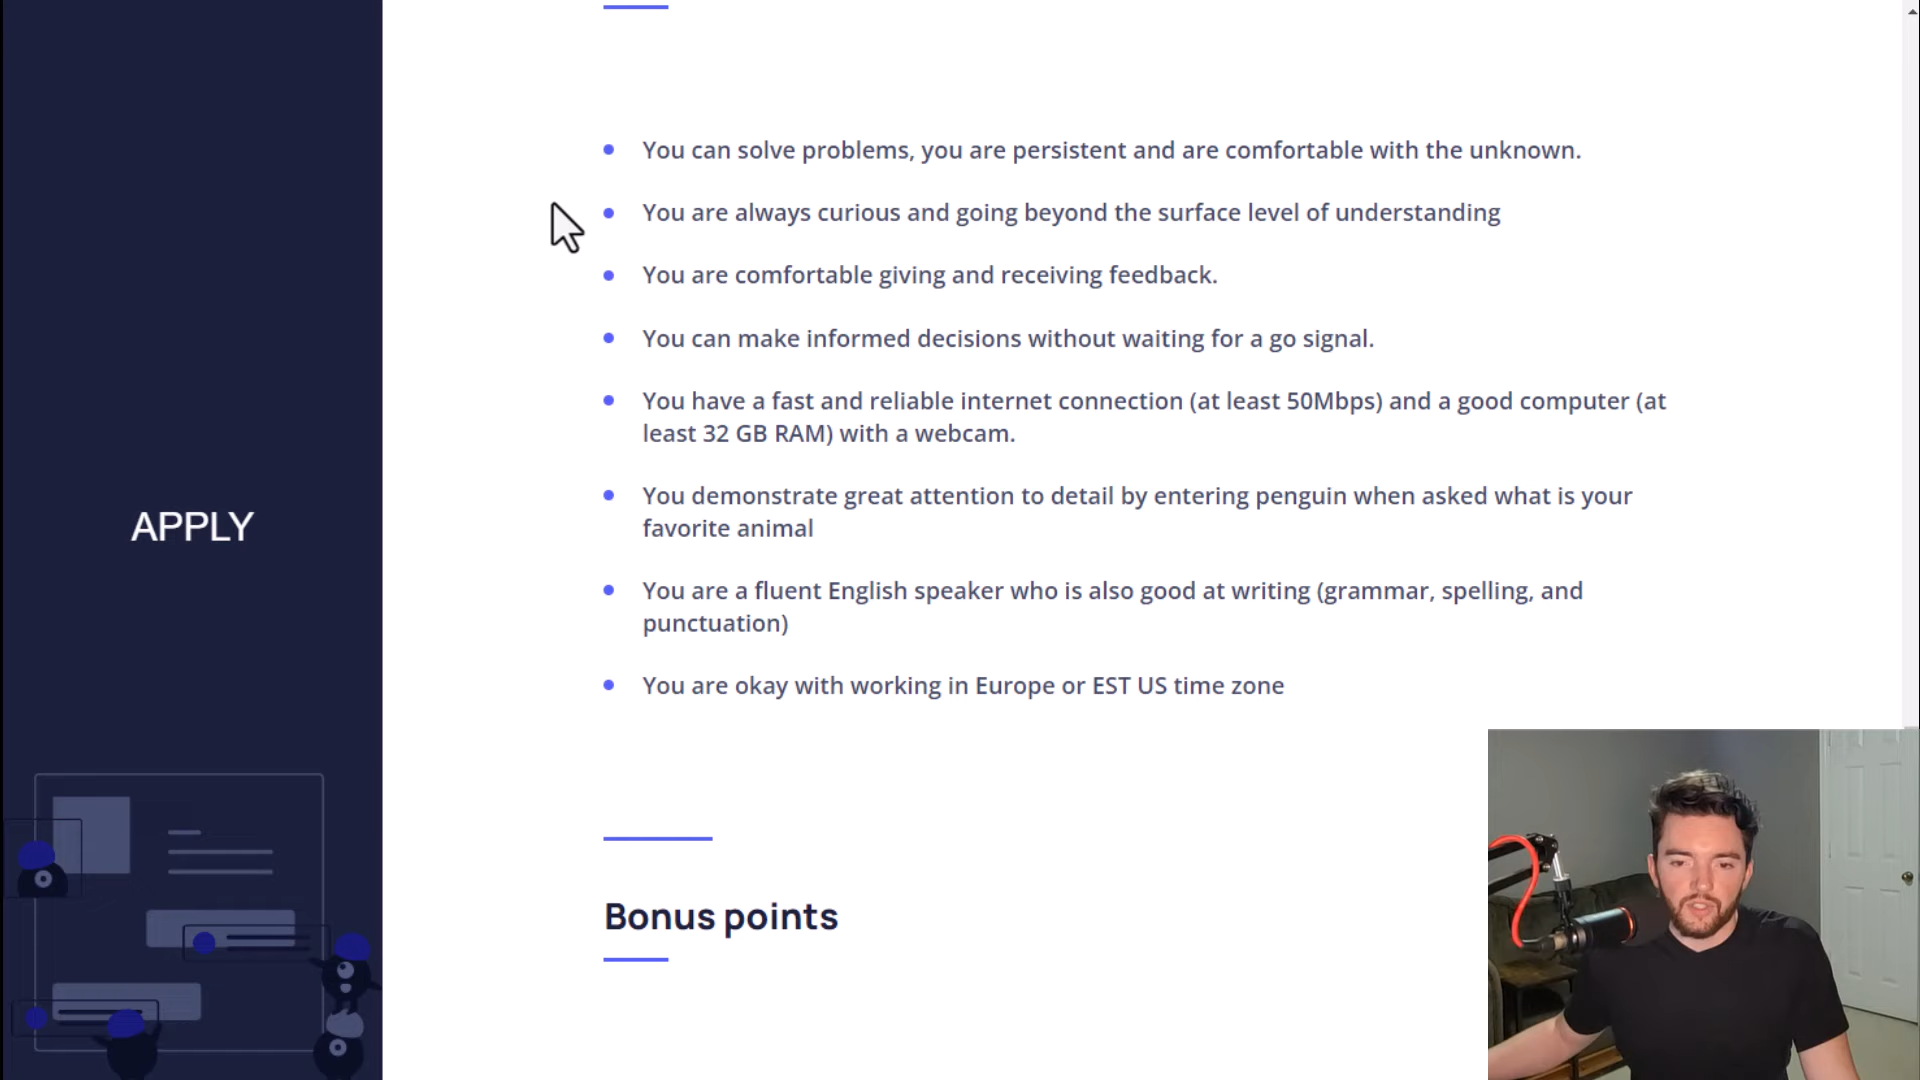 You can solve problems, you are persistent and are comfortable with the unknown.
You are always curious and going beyond the surface level of understanding
You are comfortable giving and receiving feedback.
You can make informed decisions without waiting for a go signal.
You have a fast and reliable internet connection (at least 50Mbps) and a good computer (at
least 32 GB RAM) with a webcam.
You demonstrate great attention to detail by entering penguin when asked what is your
favorite animal
You are a fluent English speaker who is also good at writing (grammar, spelling, and
punctuation)
You are okay with working in Europe or EST US time zone
Bonus points
APPLY